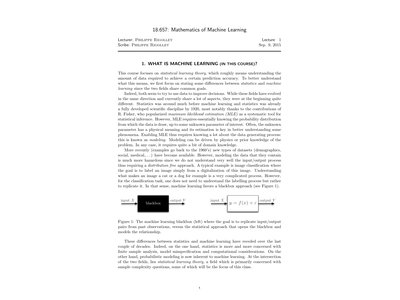 18.657: Mathematics of Machine Learning
Lecturer: Philippe Rigollet Lecture 1
Scribe: Philippe Rigollet Sep. 9, 2015
1. WHAT IS MACHINE LEARNING (IN THIS COURSE)?
This course focuses on statistical learning theory, which roughly means understanding the
amount of data required to achieve a certain prediction accuracy. To better understand
what this means, we first focus on stating some differences between statistics and machine
learning since the two fields share common goals.
Indeed, both seem to try to use data to improve decisions. While these fields have evolved
in the same direction and currently share a lot of aspects, they were at the beginning quite
different. Statistics was around much before machine learning and statistics was already
a fully developed scientific discipline by 1920, most notably thanks to the contributions of
R. Fisher, who popularized maximum likelihood estimation (MLE) as a systematic tool for
statistical inference. However, MLE requires essentially knowing the probability distribution
from which the data is draw, up to some unknown parameter of interest. Often, the unknown
parameter has a physical meaning and its estimation is key in better understanding some
phenomena. Enabling MLE thus requires knowing a lot about the data generating process:
this is known as modeling. Modeling can be driven by physics or prior knowledge of the
problem. In any case, it requires quite a bit of domain knowledge.
More recently (examples go back to the 1960's) new types of datasets (demographics,
social, medical,...) have become available. However, modeling the data that they contain
is much more hazardous since we do not understand very well the input/output process
thus requiring a distribution free approach. A typical example is image classification where
the goal is to label an image simply from a digitalization of this image. Understanding
what makes an image a cat or a dog for example is a very complicated process. However,
for the classification task, one does not need to understand the labelling process but rather
to replicate it. In that sense, machine learning favors a blackbox approach (see Figure 1).
input X blackbox output Y input X y = f(x) + ε output Y
Figure 1: The machine learning blackbox (left) where the goal is to replicate input/output
pairs from past observations, versus the statistical approach that opens the blackbox and
models the relationship.
These differences between statistics and machine learning have receded over the last
couple of decades. Indeed, on the one hand, statistics is more and more concerned with
finite sample analysis, model misspecification and computational considerations. On the
other hand, probabilistic modeling is now inherent to machine learning. At the intersection
of the two fields, lies statistical learning theory, a field which is primarily concerned with
sample complexity questions, some of which will be the focus of this class.
1